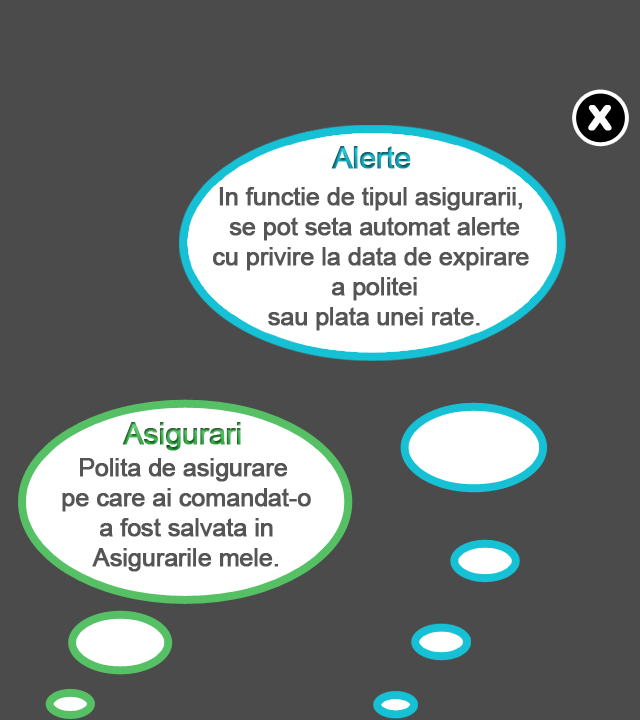 X
Alerte
In functie de tipul asigurarii,
se pot seta automat alerte
cu privire la data de expirare
a politei
sau plata unei rate.
Asigurari
Polita de asigurare
pe care ai comandat-o
a fost salvata in
Asigurarile mele.